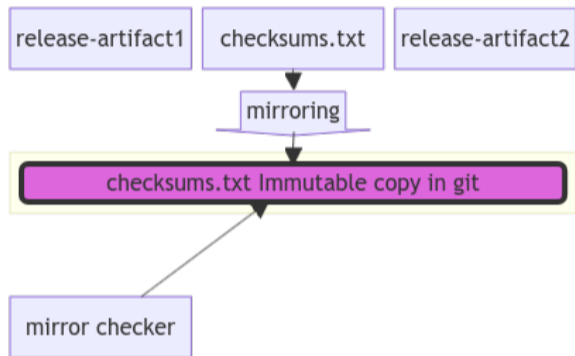 release-artifact1
checksums.txt
release-artifact2
mirroring
checksums.txt Immutable copy in git
mirror checker